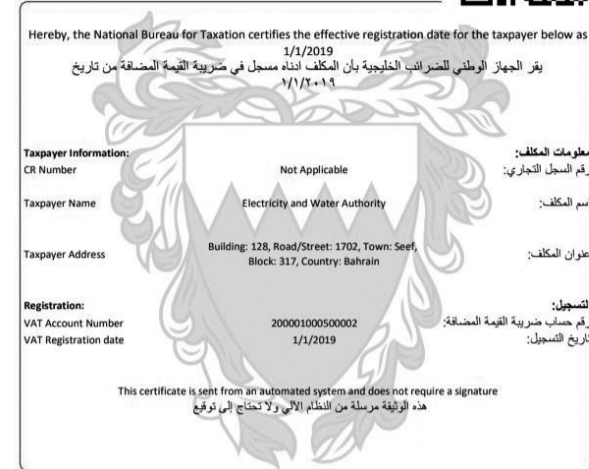 Hereby, the National Bureau for Taxation certifies the effective registration date for the taxpayer below as
1/1/2019
يقر الجهاز الوطني للضرائب الخليجية بأن المكلف ادناه مسجل في ضريبة القيمة المضافة من تاريخ
١/١/٢٠١٩
Taxpayer Information: معلومات المكلف:
CR Number Not Applicable رقم السجل التجاري:
Taxpayer Name Electricity and Water Authority اسم المكلف:
Taxpayer Address Building: 128, Road/Street: 1702, Town: Seef, عنوان المكلف:
Block: 317, Country: Bahrain
Registration: التسجيل:
VAT Account Number 200001000500002 رقم حساب ضريبة القيمة المضافة:
VAT Registration date 1/1/2019 تاريخ التسجيل:
This certificate is sent from an automated system and does not require a signature
هذه الوثيقة مرسلة من النظام الآلي ولا تحتاج إلى توقيع